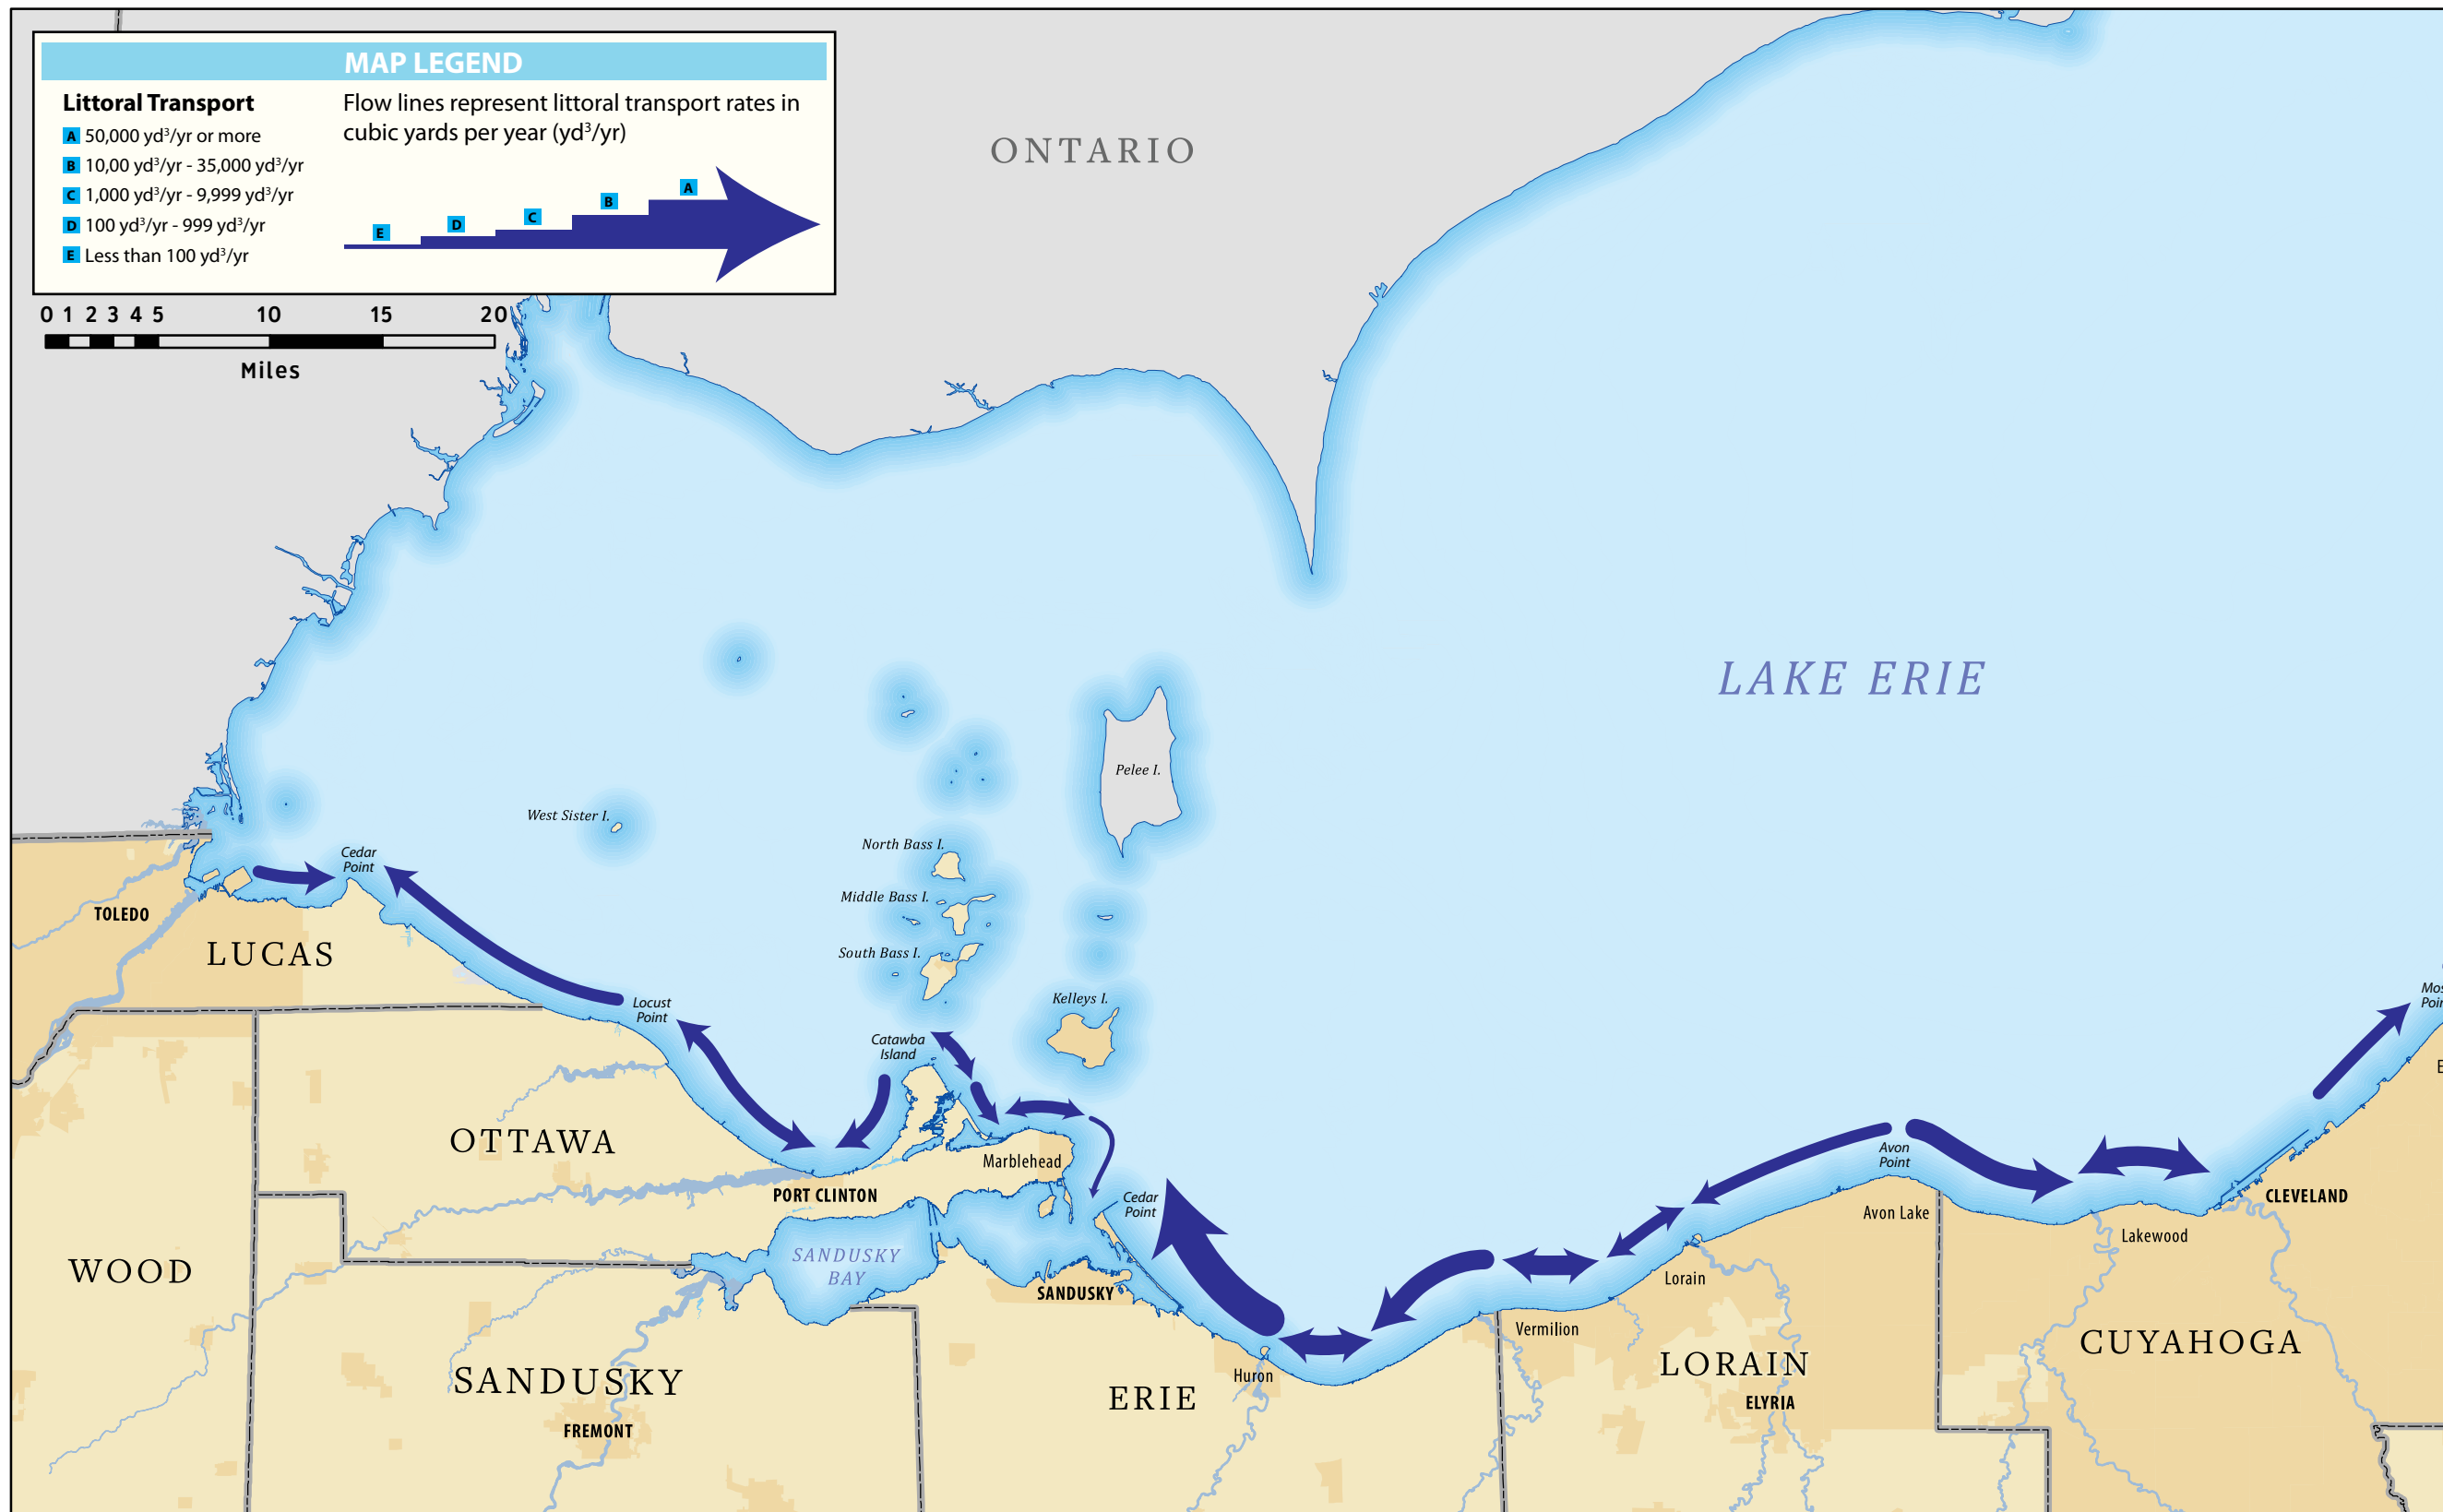 MAP LEGEND
Littoral Transport
A 50,000 yd³/yr or more
B 10,00 yd³/yr - 35,000 yd³/yr
C 1,000 yd³/yr - 9,999 yd³/yr
D 100 yd³/yr - 999 yd³/yr
E Less than 100 yd³/yr
Flow lines represent littoral transport rates in
cubic yards per year (yd³/yr)
E D C B A
0 1 2 3 4 5 10 15 20
Miles
ONTARIO
LAKE ERIE
Pelee I.
West Sister I.
North Bass I.
Middle Bass I.
South Bass I.
Kelleys I.
Cedar
Point
TOLEDO
LUCAS
Locust
Point
Catawba
Island
OTTAWA
Marblehead
PORT CLINTON
Cedar
Point
SANDUSKY
BAY
WOOD
SANDUSKY
SANDUSKY
FREMONT
Huron
ERIE
Vermilion
Lorain
LORAIN
ELYRIA
Avon
Point
Avon Lake
Lakewood
CLEVELAND
CUYAHOGA
Mos
Poin
E